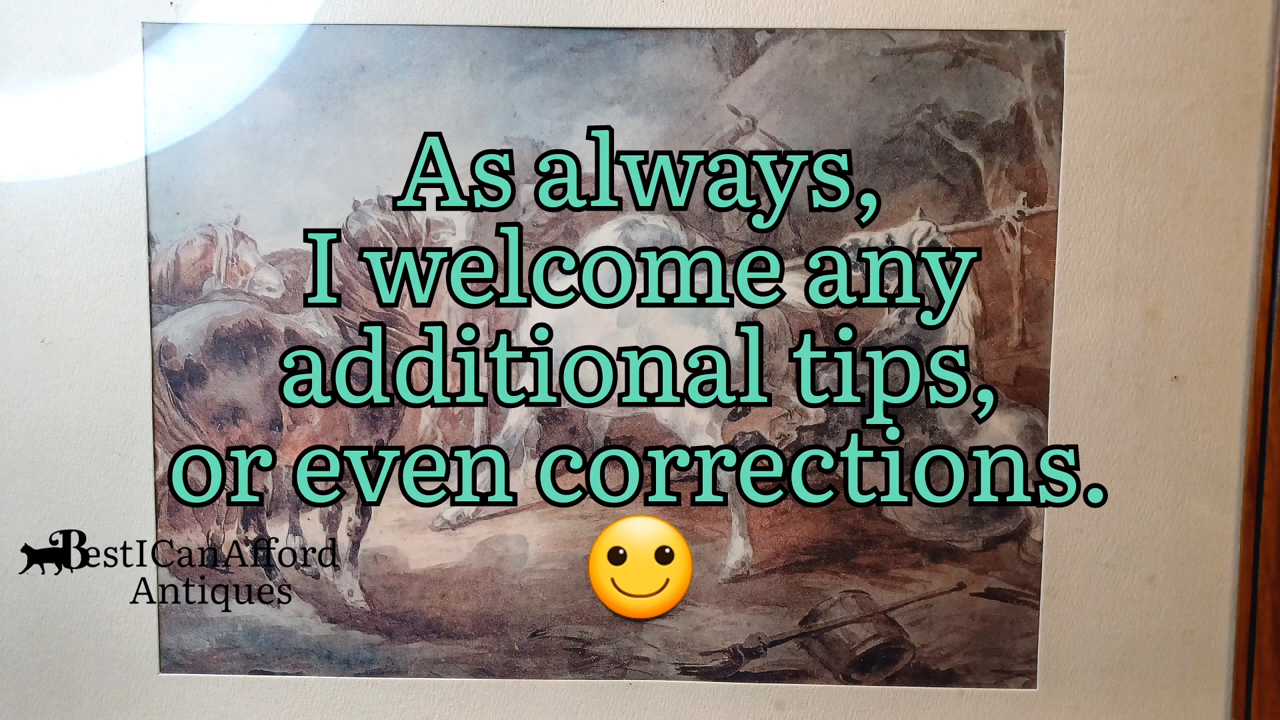 As always,
I welcome any
additional tips,
or even corrections.
BestICanAfford
Antiques